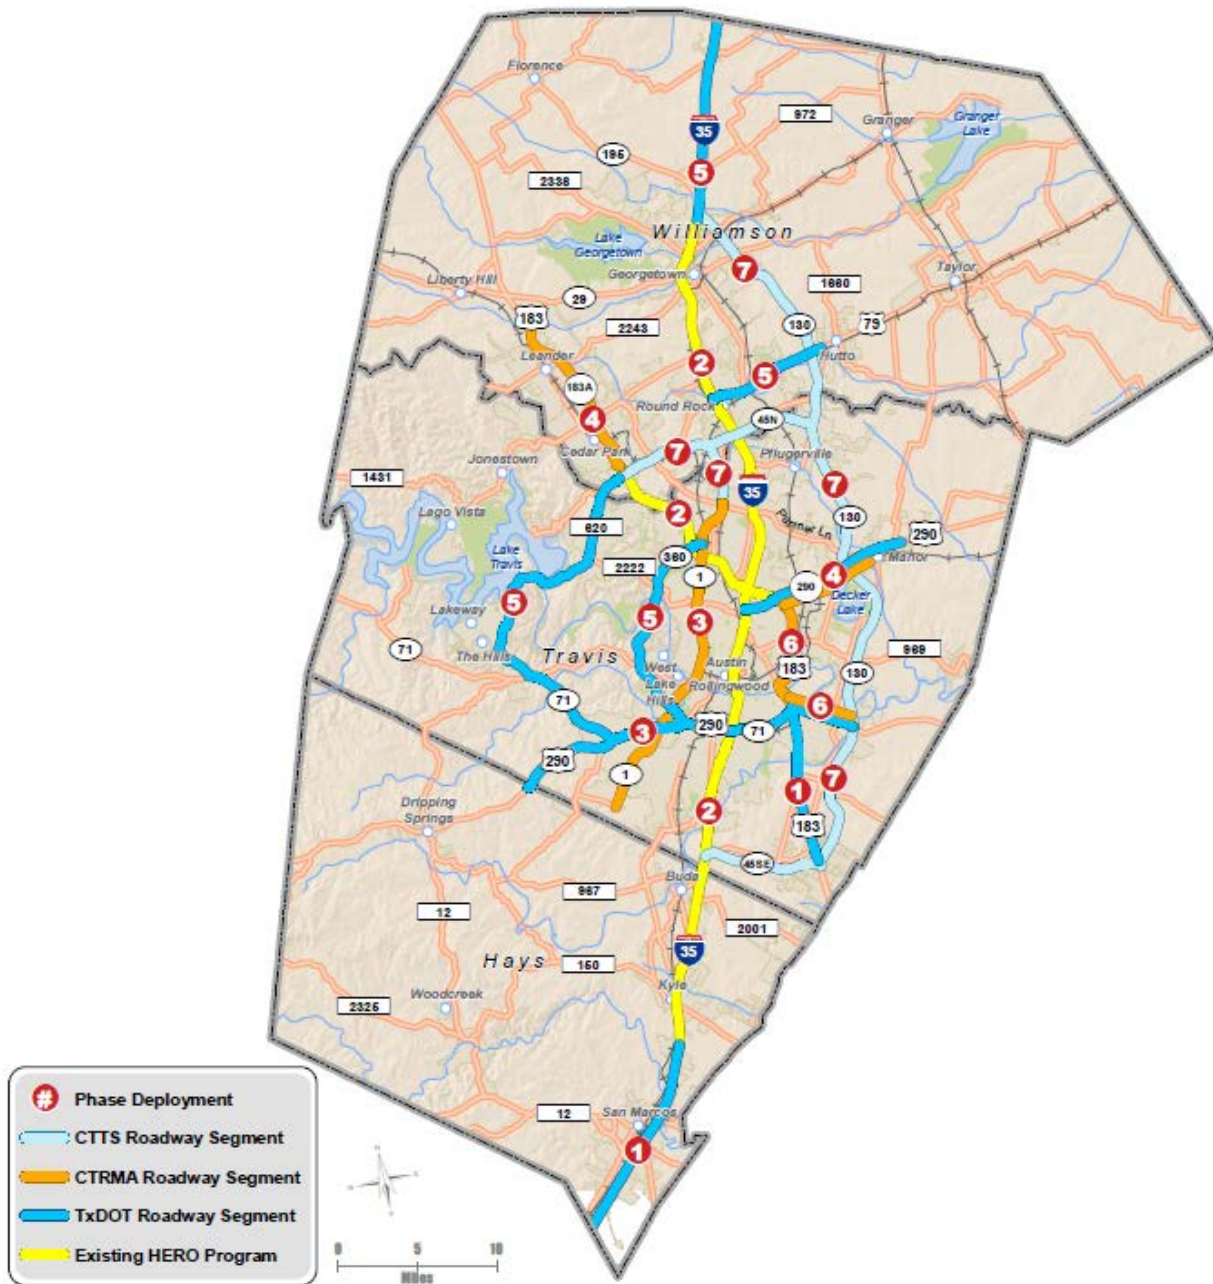 Florence
35
972
Granger
Granger
Lake
195
5
2338
Williamson
Lake
Georgetown
Georgetown
7
Taylor
Liberty Hill
29
1660
183
2243
130
79
Leander
2
Hutto
183A
5
Round Rock
4
45N
Cedar Park
7
Pflugerville
Jonestown
7
7
1431
35
Lago Vista
2
130
620
290
Lake
Travis
360
Manor
2222
1
290
4
Decker
Lake
5
Lakeway
5
3
6
71
The Hills
Travis
West
Lake
Hills
Austin
Rollingwood
183
969
130
71
6
3
290
71
290
1
1
7
2
Dripping
Springs
183
45SE
Buda
967
12
2001
Hays
150
35
Kyle
2325
Woodcreek
12
San Marcos
1
# Phase Deployment
CTTS Roadway Segment
CTRMA Roadway Segment
TxDOT Roadway Segment
Existing HERO Program
0 5 10
Miles